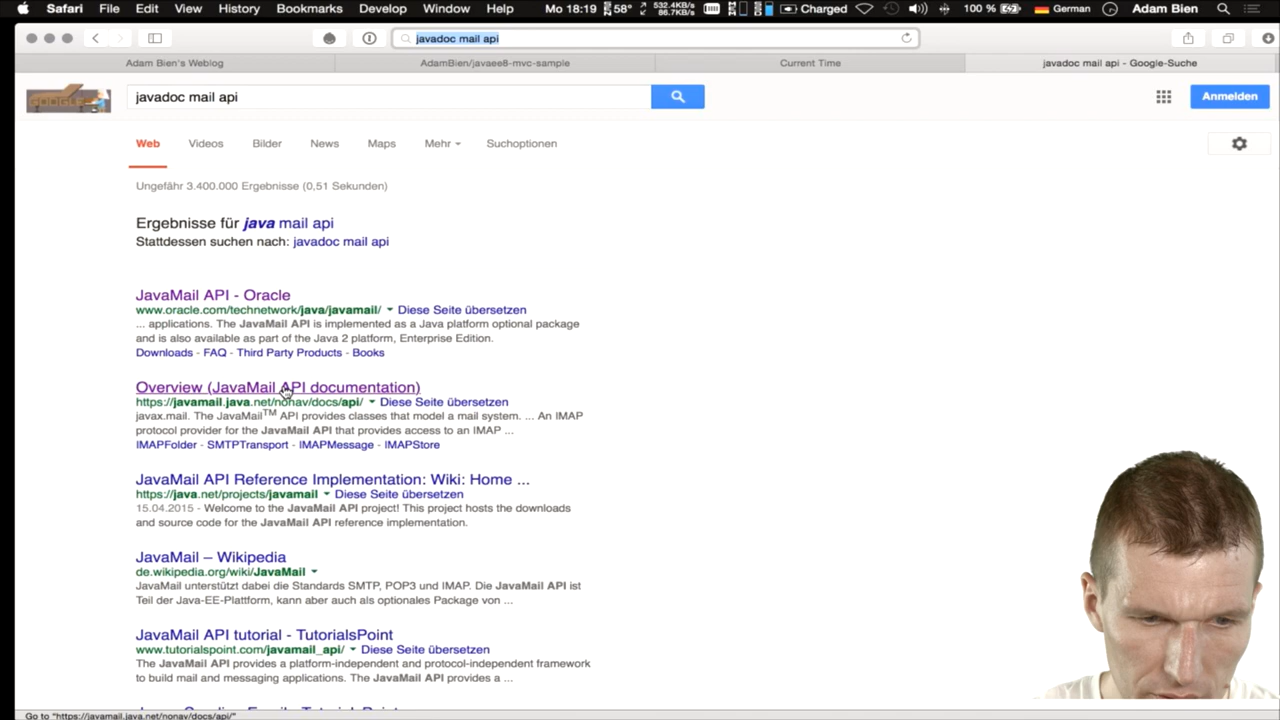 Safari File Edit View History Bookmarks Develop Window Help Mo 18:19 58° 532.4KB/s 86.7KB/s Charged 100 % German Adam Bien
javadoc mail api
Adam Bien's Weblog AdamBien/javaee8-mvc-sample Current Time javadoc mail api - Google-Suche
GOOGLE javadoc mail api Anmelden
Web Videos Bilder News Maps Mehr Suchoptionen
Ungefähr 3.400.000 Ergebnisse (0,51 Sekunden)
Ergebnisse für java mail api
Stattdessen suchen nach: javadoc mail api
JavaMail API - Oracle
www.oracle.com/technetwork/java/javamail/ Diese Seite übersetzen
... applications. The JavaMail API is implemented as a Java platform optional package
and is also available as part of the Java 2 platform, Enterprise Edition.
Downloads - FAQ - Third Party Products - Books
Overview (JavaMail API documentation)
https://javamail.java.net/nonav/docs/api/ Diese Seite übersetzen
javax.mail. The JavaMail™ API provides classes that model a mail system. ... An IMAP
protocol provider for the JavaMail API that provides access to an IMAP ...
IMAPFolder - SMTPTransport - IMAPMessage - IMAPStore
JavaMail API Reference Implementation: Wiki: Home ...
https://java.net/projects/javamail Diese Seite übersetzen
15.04.2015 - Welcome to the JavaMail API project! This project hosts the downloads
and source code for the JavaMail API reference implementation.
JavaMail – Wikipedia
de.wikipedia.org/wiki/JavaMail
JavaMail unterstützt dabei die Standards SMTP, POP3 und IMAP. Die JavaMail API ist
Teil der Java-EE-Plattform, kann aber auch als optionales Package von ...
JavaMail API tutorial - TutorialsPoint
www.tutorialspoint.com/javamail_api/ Diese Seite übersetzen
The JavaMail API provides a platform-independent and protocol-independent framework
to build mail and messaging applications. The JavaMail API provides a ...
Go to "https://javamail.java.net/nonav/docs/api/"